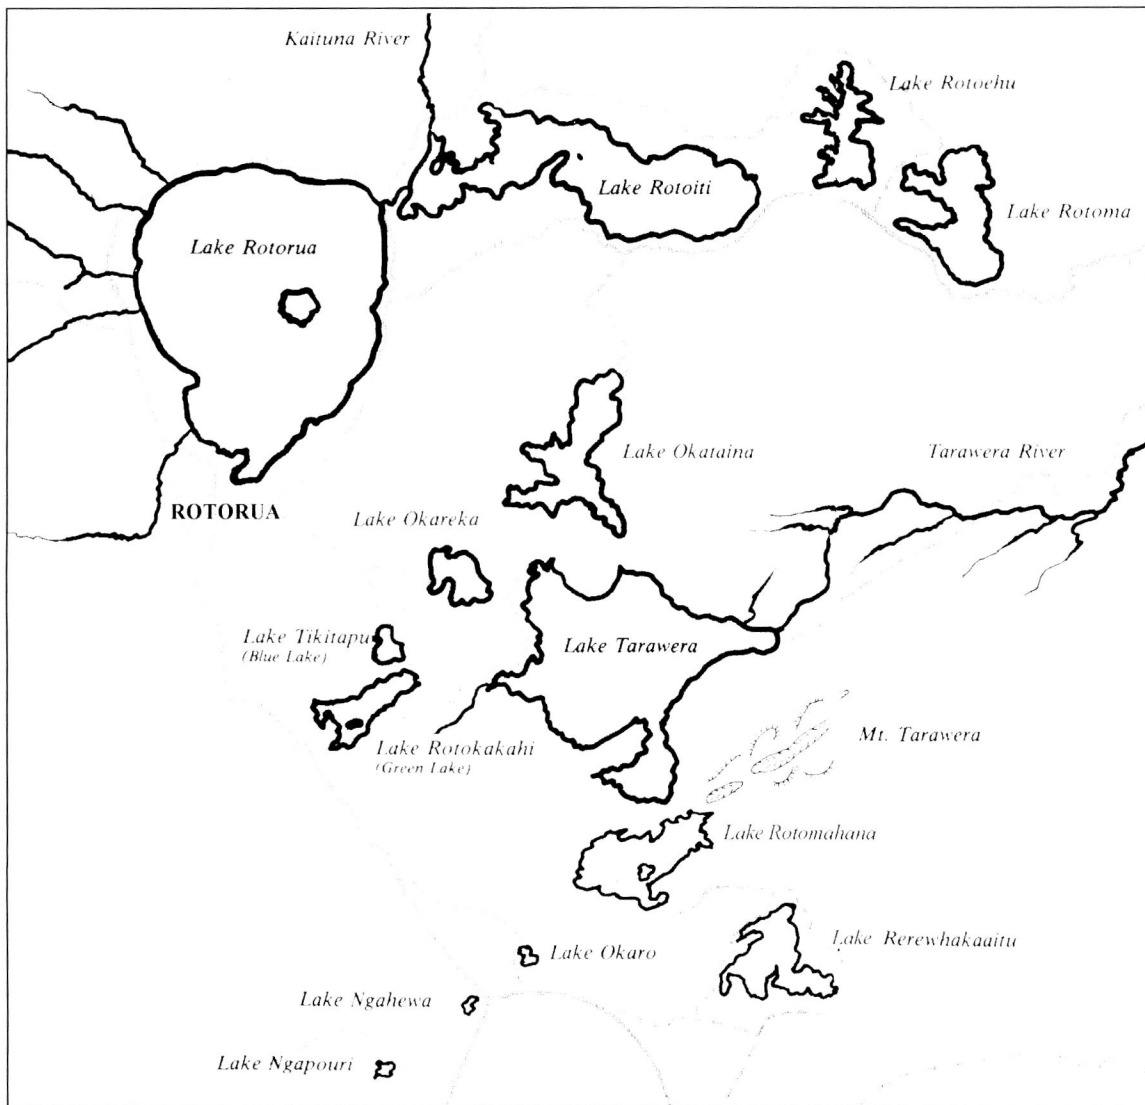 Kaituna River
Lake Rotoehu
Lake Rotoiti
Lake Rotoma
Lake Rotorua
Lake Okataina
Tarawera River
ROTORUA
Lake Okareka
Lake Tikitapu
(Blue Lake)
Lake Tarawera
Lake Rotokakahi
(Green Lake)
Mt. Tarawera
Lake Rotomahana
Lake Rerewhakaaitu
Lake Okaro
Lake Ngahewa
Lake Ngapouri